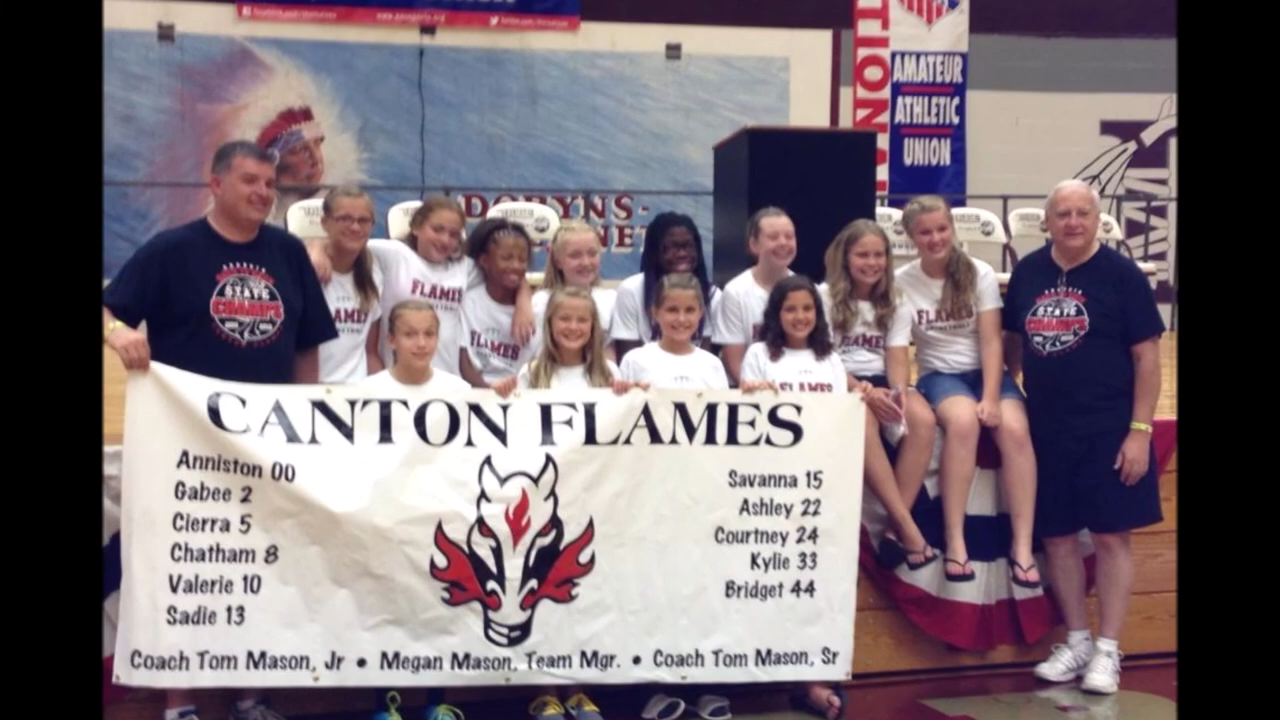 TION
AMATEUR
ATHLETIC
UNION
DOBYNS-
FLAMES
FLAMES
FLAMES
FLAMES
STATE
CHAMPS
STATE
CHAMPS
CANTON FLAMES
Anniston 00
Gabee 2
Cierra 5
Chatham 8
Valerie 10
Sadie 13
Savanna 15
Ashley 22
Courtney 24
Kylie 33
Bridget 44
Coach Tom Mason, Jr • Megan Mason, Team Mgr. • Coach Tom Mason, Sr